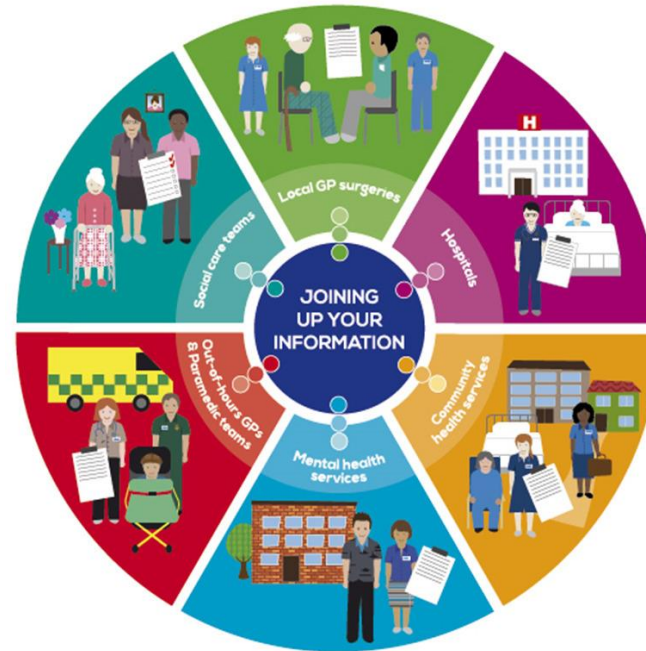 Local GP surgeries
H
Hospitals
Community
health services
Mental health
services
Out-of-hours GPs
& Paramedic teams
Social care teams
JOINING
UP YOUR
INFORMATION